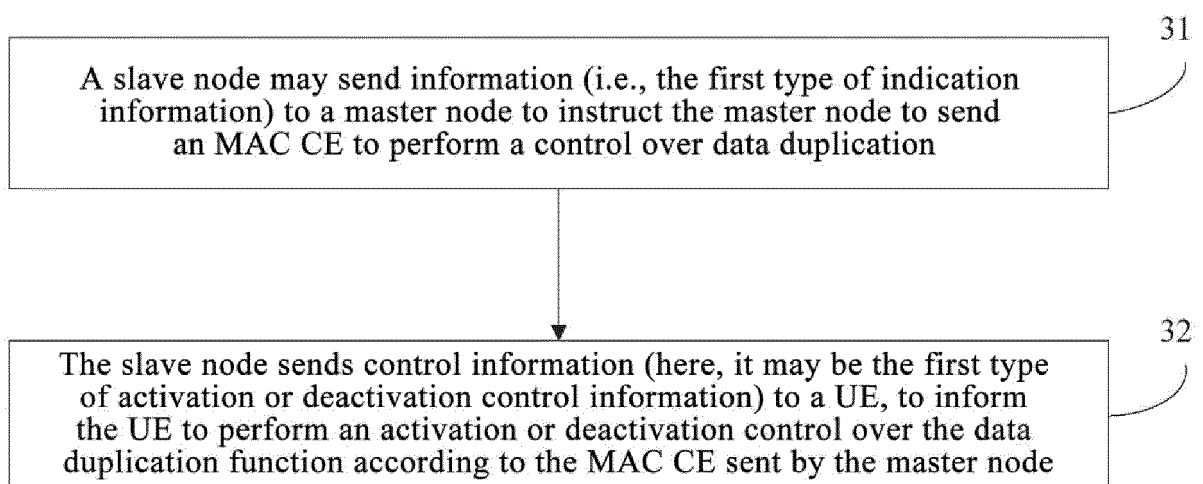 31
A slave node may send information (i.e., the first type of indication
information) to a master node to instruct the master node to send
an MAC CE to perform a control over data duplication
32
The slave node sends control information (here, it may be the first type
of activation or deactivation control information) to a UE, to inform
the UE to perform an activation or deactivation control over the data
duplication function according to the MAC CE sent by the master node